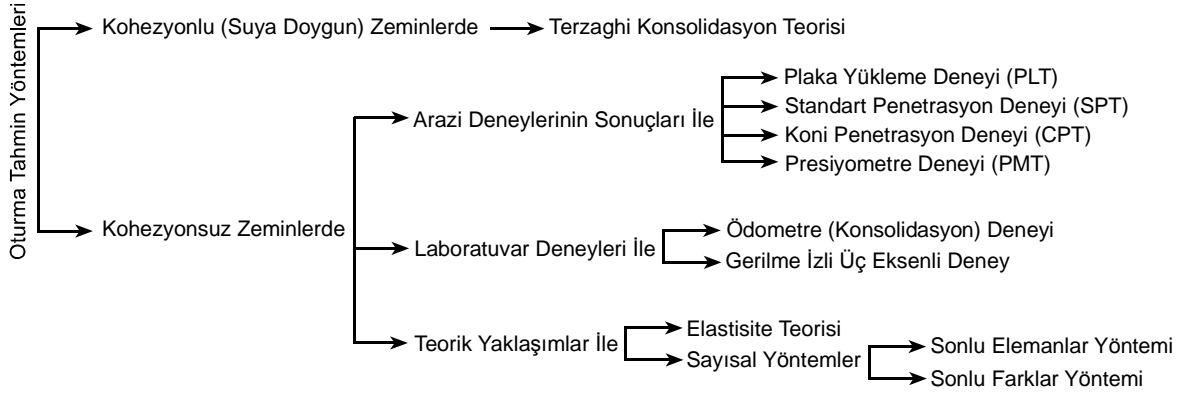 Oturma Tahmin Yöntemleri
Kohezyonlu (Suya Doygun) Zeminlerde
Terzaghi Konsolidasyon Teorisi
Kohezyonsuz Zeminlerde
Arazi Deneylerinin Sonuçları İle
Plaka Yükleme Deneyi (PLT)
Standart Penetrasyon Deneyi (SPT)
Koni Penetrasyon Deneyi (CPT)
Presiyometre Deneyi (PMT)
Laboratuvar Deneyleri İle
Ödometre (Konsolidasyon) Deneyi
Gerilme İzli Üç Eksenli Deney
Teorik Yaklaşımlar İle
Elastisite Teorisi
Sayısal Yöntemler
Sonlu Elemanlar Yöntemi
Sonlu Farklar Yöntemi